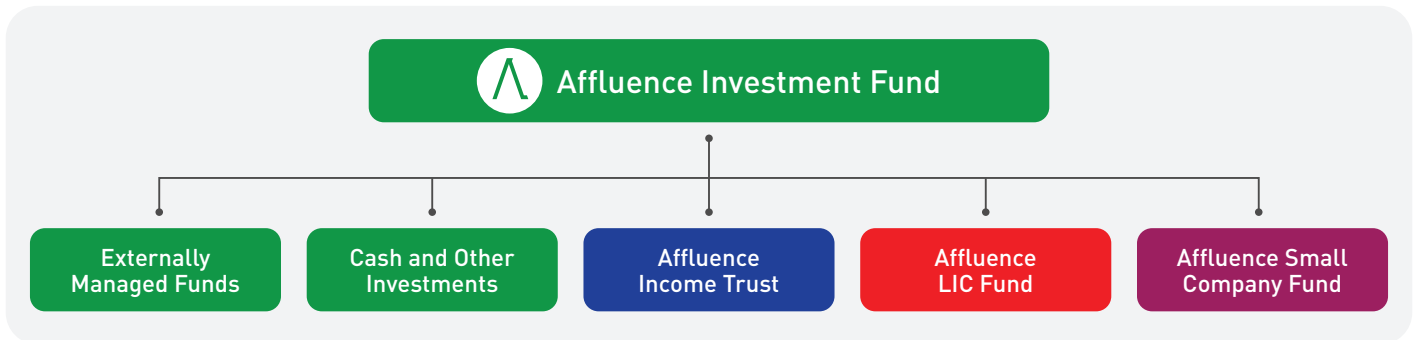 Affluence Investment Fund
Externally
Managed Funds
Cash and Other
Investments
Affluence
Income Trust
Affluence
LIC Fund
Affluence Small
Company Fund